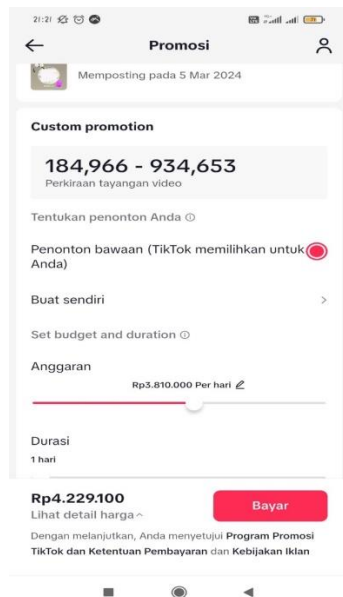 21:21
Promosi
Memposting pada 5 Mar 2024
Custom promotion
184,966 - 934,653
Perkiraan tayangan video
Tentukan penonton Anda
Penonton bawaan (TikTok memilihkan untuk
Anda)
Buat sendiri
Set budget and duration
Anggaran
Rp3.810.000 Per hari
Durasi
1 hari
Rp4.229.100
Lihat detail harga
Bayar
Dengan melanjutkan, Anda menyetujui Program Promosi
TikTok dan Ketentuan Pembayaran dan Kebijakan Iklan